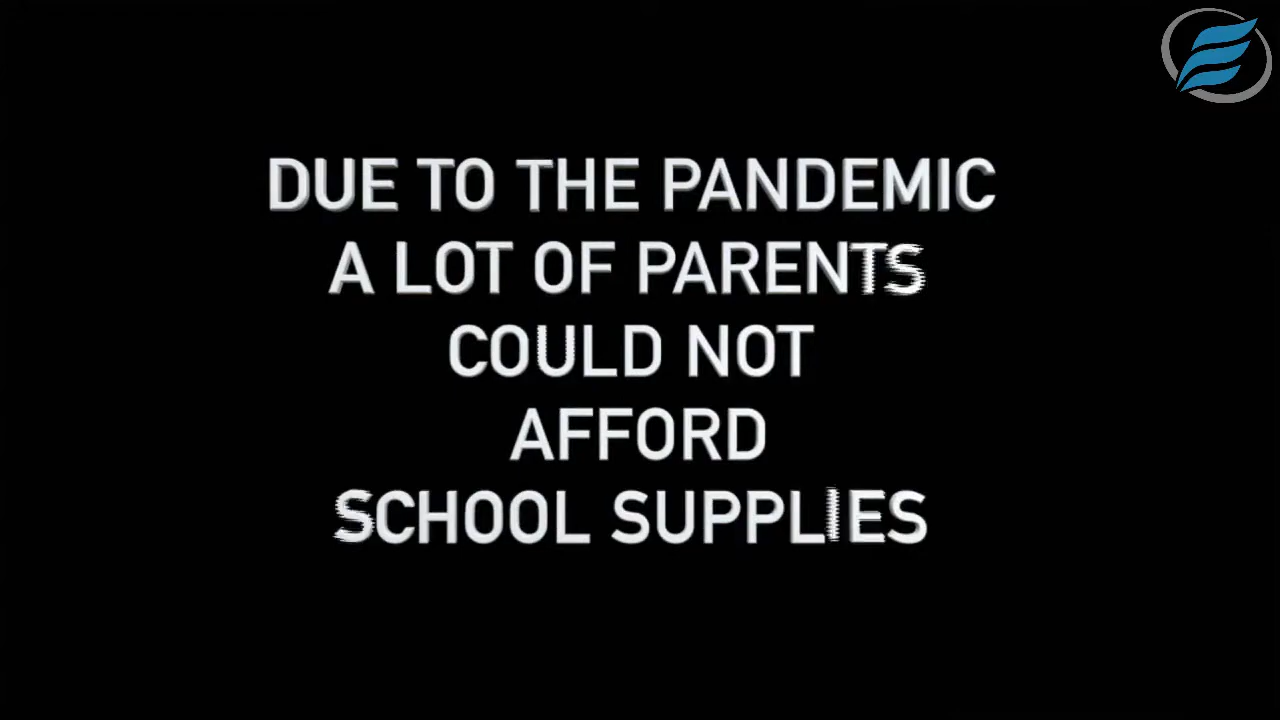 DUE TO THE PANDEMIC
A LOT OF PARENTS
COULD NOT
AFFORD
SCHOOL SUPPLIES